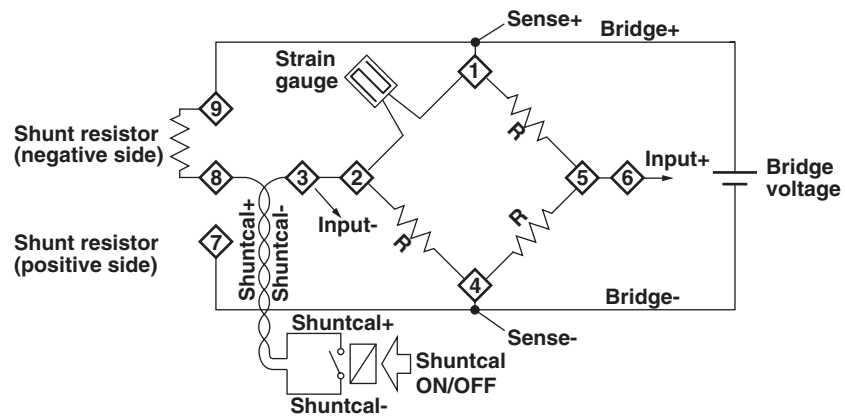 Sense+
Bridge+
Strain
gauge
1
9
R
Shunt resistor
(negative side)
8
3
2
5
6
Input+
Bridge
voltage
Input-
R
R
Shuntcal+
Shuntcal-
7
Shunt resistor
(positive side)
4
Bridge-
Sense-
Shuntcal+
Shuntcal
ON/OFF
Shuntcal-